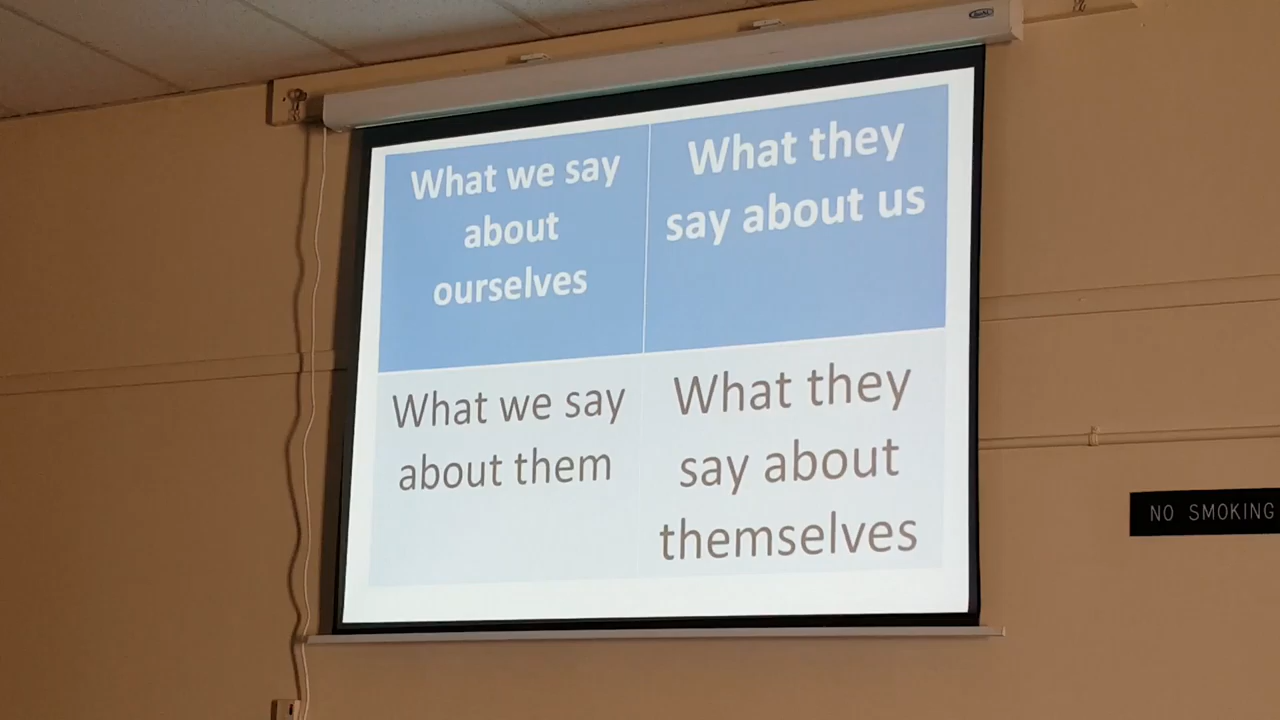 What we say
about
ourselves
What they
say about us
What we say
about them
What they
say about
themselves
NO SMOKING